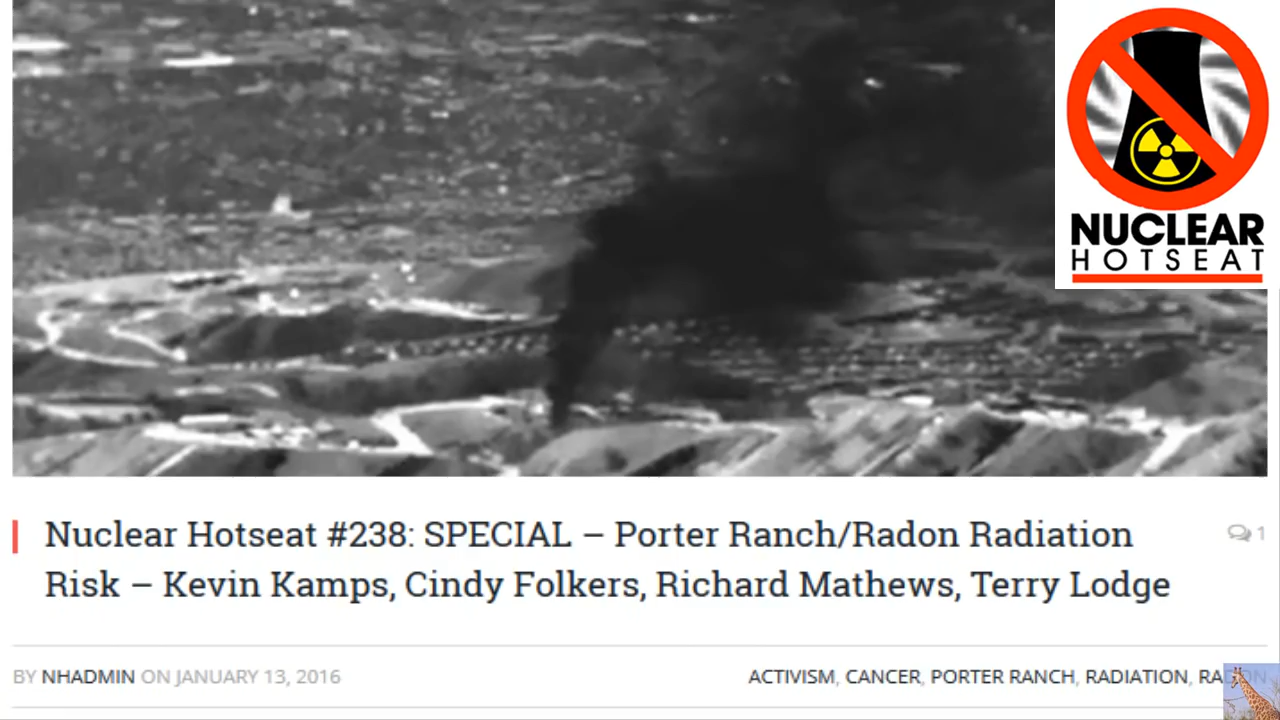 NUCLEAR
HOTSEAT
Nuclear Hotseat #238: SPECIAL – Porter Ranch/Radon Radiation
1
Risk – Kevin Kamps, Cindy Folkers, Richard Mathews, Terry Lodge
BY NHADMIN ON JANUARY 13, 2016
ACTIVISM, CANCER, PORTER RANCH, RADIATION, RADON